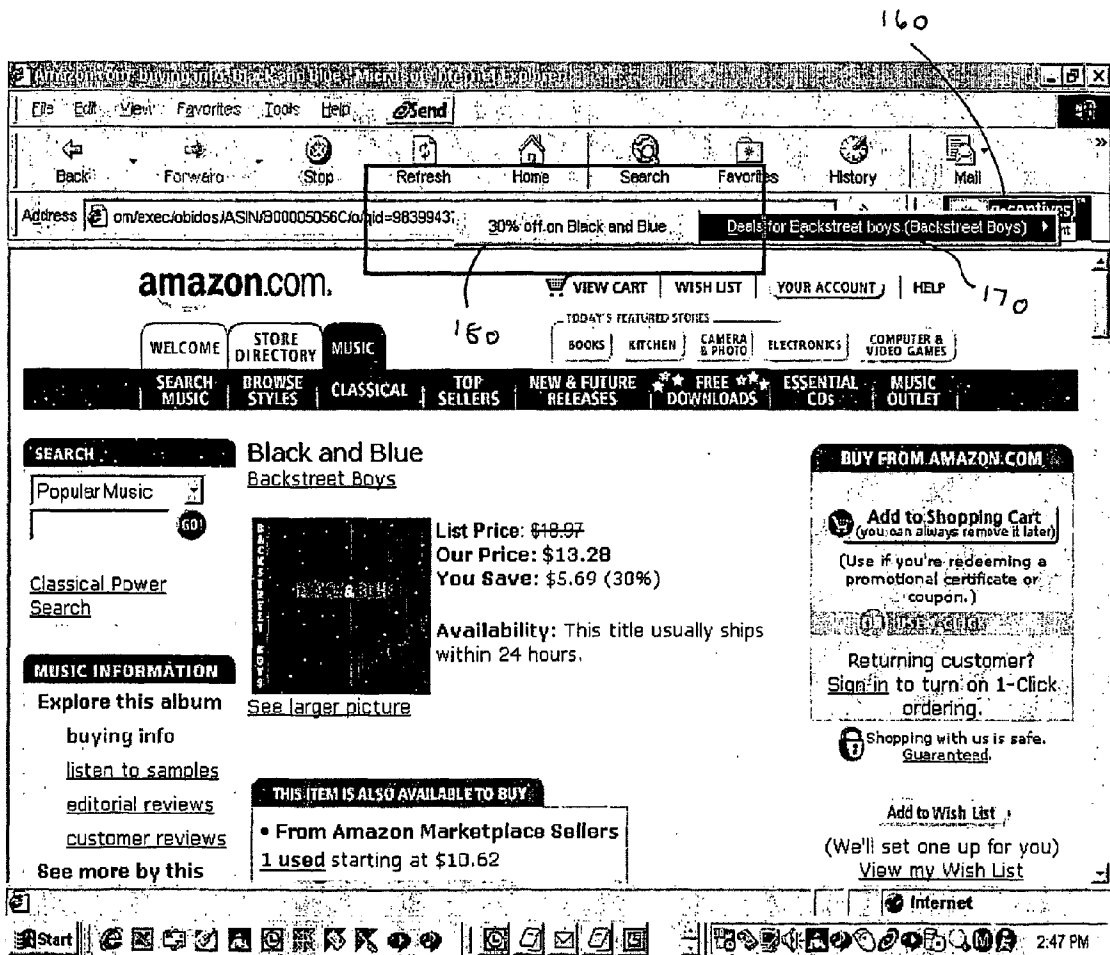 160
Amazon.com: buying info: Black and Blue - Microsoft Internet Explorer
File Edit View Favorites Tools Help Send
Back Forward Stop Refresh Home Search Favorites History Mail
Address om/exec/obidos/ASIN/B00005056C/o/qid=98399437
30% off on Black and Blue
Deals for Backstreet boys (Backstreet Boys)
170
amazon.com.
VIEW CART | WISH LIST | YOUR ACCOUNT | HELP
180
TODAY'S FEATURED STORES
WELCOME STORE DIRECTORY MUSIC
BOOKS KITCHEN CAMERA & PHOTO ELECTRONICS COMPUTER & VIDEO GAMES
SEARCH MUSIC BROWSE STYLES CLASSICAL TOP SELLERS NEW & FUTURE RELEASES FREE DOWNLOADS ESSENTIAL CDs MUSIC OUTLET
SEARCH
Popular Music
GO!
Classical Power
Search
MUSIC INFORMATION
Explore this album
buying info
listen to samples
editorial reviews
customer reviews
See more by this
Black and Blue
Backstreet Boys
BACKSTREET BOYS
BLACK & BLUE
List Price: $18.97
Our Price: $13.28
You Save: $5.69 (30%)
Availability: This title usually ships
within 24 hours.
See larger picture
THIS ITEM IS ALSO AVAILABLE TO BUY
• From Amazon Marketplace Sellers
1 used starting at $10.62
BUY FROM AMAZON.COM
Add to Shopping Cart
(you can always remove it later)
(Use if you're redeeming a
promotional certificate or
coupon.)
Returning customer?
Sign in to turn on 1-Click
ordering.
Shopping with us is safe.
Guaranteed.
Add to Wish List
(We'll set one up for you)
View my Wish List
Internet
Start
2:47 PM